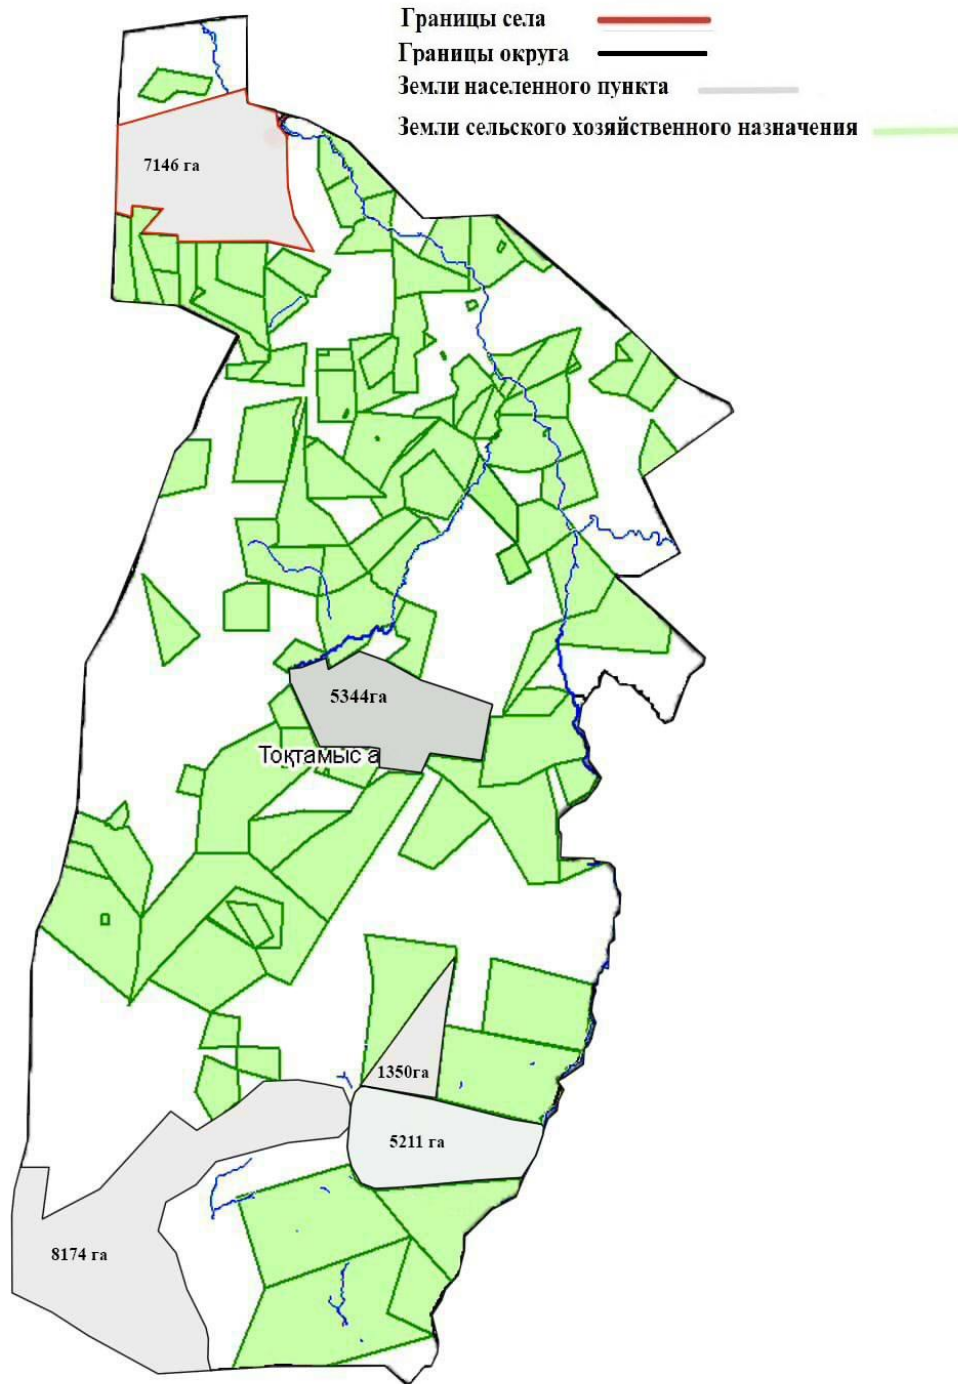 Границы села
Границы округа
Земли населенного пункта
Земли сельского хозяйственного назначения
7146 га
5344га
Тоқтамыс а
1350га
5211 га
8174 га